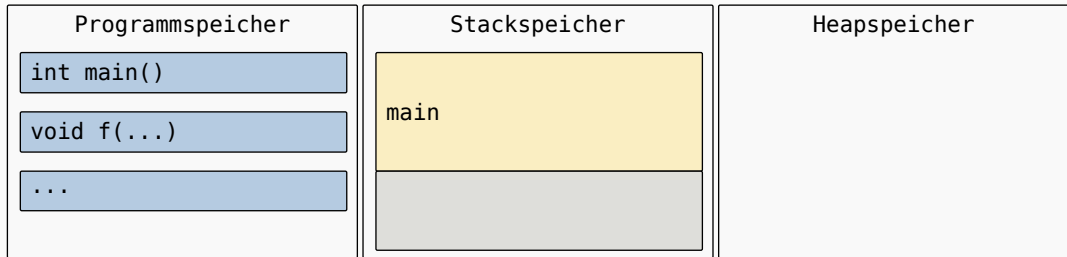 Programmspeicher
int main()
void f(...)
...
Stackspeicher
main
Heapspeicher